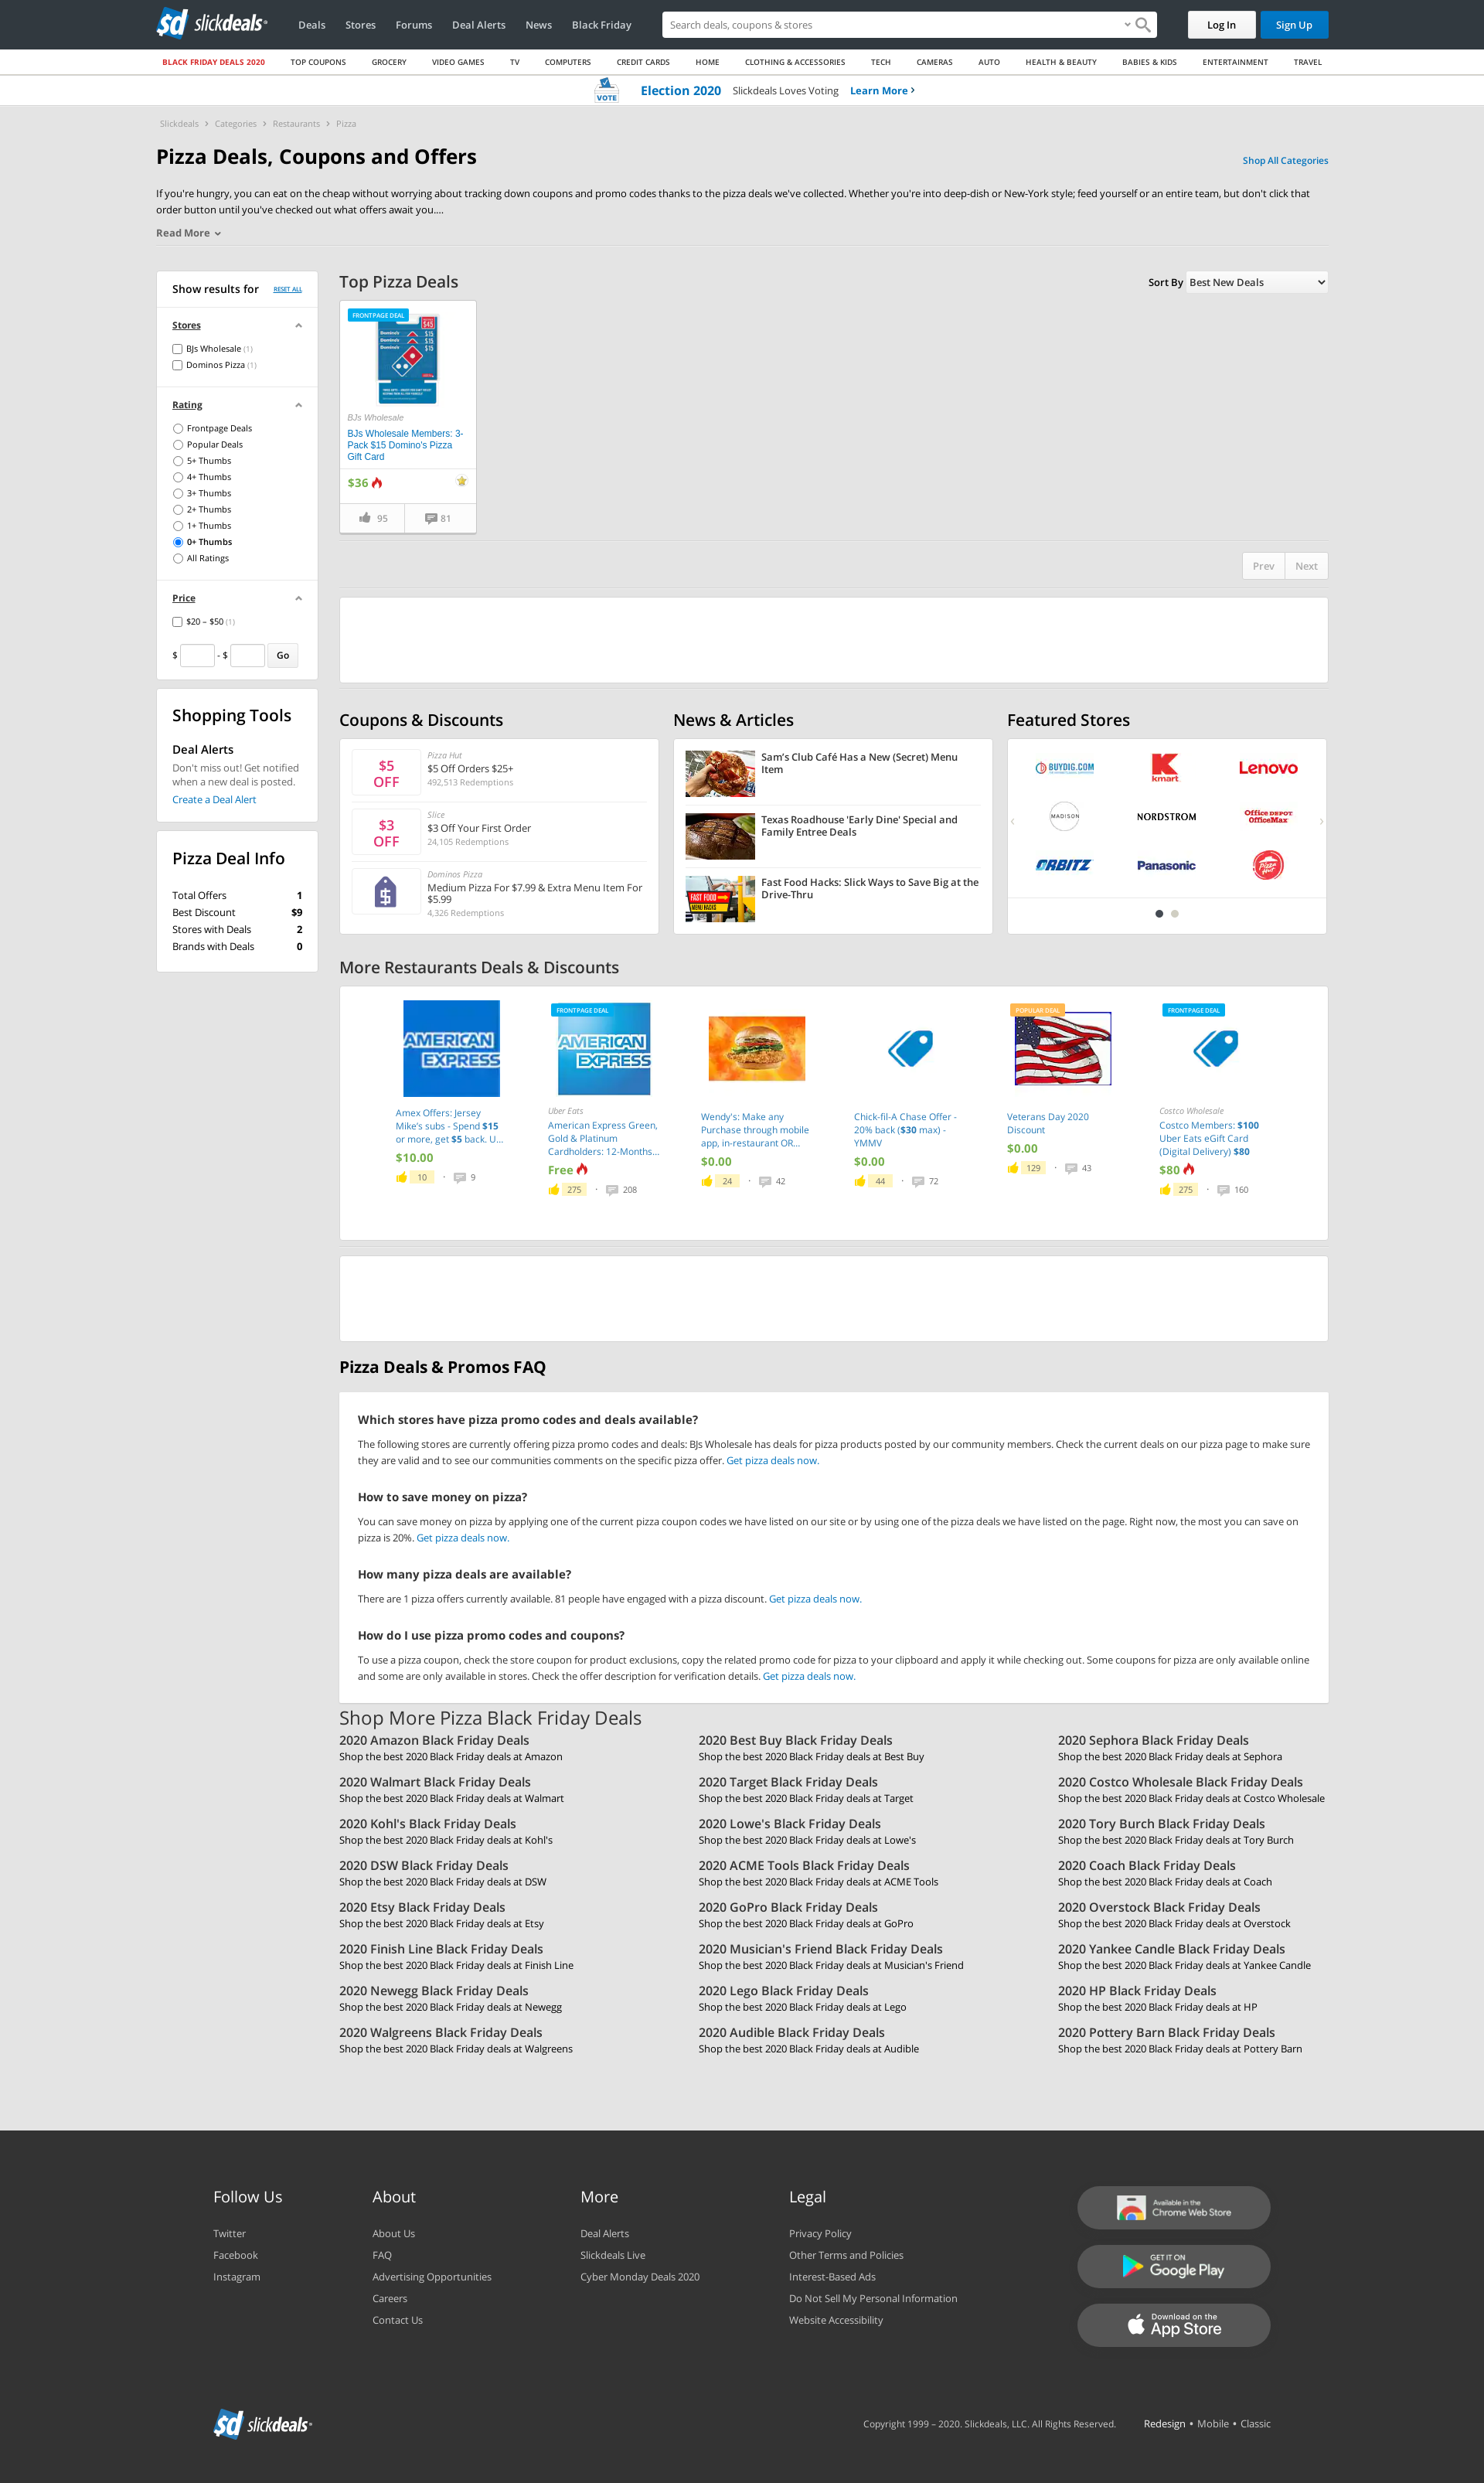 slickdeals
Deals
Stores
Forums
Deal Alerts
News
Black Friday
Search deals, coupons & stores
Log In
Sign Up
BLACK FRIDAY DEALS 2020
TOP COUPONS
GROCERY
VIDEO GAMES
TV
COMPUTERS
CREDIT CARDS
HOME
CLOTHING & ACCESSORIES
TECH
CAMERAS
AUTO
HEALTH & BEAUTY
BABIES & KIDS
ENTERTAINMENT
TRAVEL
VOTE
Election 2020
Slickdeals Loves Voting
Learn More
Slickdeals
Categories
Restaurants
Pizza
Pizza Deals, Coupons and Offers
Shop All Categories
If you're hungry, you can eat on the cheap without worrying about tracking down coupons and promo codes thanks to the pizza deals we've collected. Whether you're into deep-dish or New-York style; feed yourself or an entire team, but don't click that
order button until you've checked out what offers await you....
Read More
Show results for
RESET ALL
Stores
BJs Wholesale (1)
Dominos Pizza (1)
Rating
Frontpage Deals
Popular Deals
5+ Thumbs
4+ Thumbs
3+ Thumbs
2+ Thumbs
1+ Thumbs
0+ Thumbs
All Ratings
Price
$20 – $50 (1)
$
- $
Go
Shopping Tools
Deal Alerts
Don't miss out! Get notified
when a new deal is posted.
Create a Deal Alert
Pizza Deal Info
Total Offers 1
Best Discount $9
Stores with Deals 2
Brands with Deals 0
Top Pizza Deals
Sort By
Best New Deals
FRONTPAGE DEAL
$45
$15
$15
$15
BJs Wholesale
BJs Wholesale Members: 3-
Pack $15 Domino's Pizza
Gift Card
$36
95
81
Prev
Next
Coupons & Discounts
$5
OFF
Pizza Hut
$5 Off Orders $25+
492,513 Redemptions
$3
OFF
Slice
$3 Off Your First Order
24,105 Redemptions
Dominos Pizza
Medium Pizza For $7.99 & Extra Menu Item For
$5.99
4,326 Redemptions
News & Articles
Sam's Club Café Has a New (Secret) Menu
Item
Texas Roadhouse 'Early Dine' Special and
Family Entree Deals
FAST FOOD
MENU HACKS
Fast Food Hacks: Slick Ways to Save Big at the
Drive-Thru
Featured Stores
BUYDIG.COM
kmart
Lenovo
MADISON
NORDSTROM
Office DEPOT
OfficeMax
ORBITZ
Panasonic
Pizza Hut
More Restaurants Deals & Discounts
AMERICAN EXPRESS
Amex Offers: Jersey
Mike's subs - Spend $15
or more, get $5 back. U...
$10.00
10
9
FRONTPAGE DEAL
AMERICAN EXPRESS
Uber Eats
American Express Green,
Gold & Platinum
Cardholders: 12-Months...
Free
275
208
Wendy's: Make any
Purchase through mobile
app, in-restaurant OR...
$0.00
24
42
Chick-fil-A Chase Offer -
20% back ($30 max) -
YMMV
$0.00
44
72
POPULAR DEAL
Veterans Day 2020
Discount
$0.00
129
43
FRONTPAGE DEAL
Costco Wholesale
Costco Members: $100
Uber Eats eGift Card
(Digital Delivery) $80
$80
275
160
Pizza Deals & Promos FAQ
Which stores have pizza promo codes and deals available?
The following stores are currently offering pizza promo codes and deals: BJs Wholesale has deals for pizza products posted by our community members. Check the current deals on our pizza page to make sure
they are valid and to see our communities comments on the specific pizza offer. Get pizza deals now.
How to save money on pizza?
You can save money on pizza by applying one of the current pizza coupon codes we have listed on our site or by using one of the pizza deals we have listed on the page. Right now, the most you can save on
pizza is 20%. Get pizza deals now.
How many pizza deals are available?
There are 1 pizza offers currently available. 81 people have engaged with a pizza discount. Get pizza deals now.
How do I use pizza promo codes and coupons?
To use a pizza coupon, check the store coupon for product exclusions, copy the related promo code for pizza to your clipboard and apply it while checking out. Some coupons for pizza are only available online
and some are only available in stores. Check the offer description for verification details. Get pizza deals now.
Shop More Pizza Black Friday Deals
2020 Amazon Black Friday Deals
Shop the best 2020 Black Friday deals at Amazon
2020 Best Buy Black Friday Deals
Shop the best 2020 Black Friday deals at Best Buy
2020 Sephora Black Friday Deals
Shop the best 2020 Black Friday deals at Sephora
2020 Walmart Black Friday Deals
Shop the best 2020 Black Friday deals at Walmart
2020 Target Black Friday Deals
Shop the best 2020 Black Friday deals at Target
2020 Costco Wholesale Black Friday Deals
Shop the best 2020 Black Friday deals at Costco Wholesale
2020 Kohl's Black Friday Deals
Shop the best 2020 Black Friday deals at Kohl's
2020 Lowe's Black Friday Deals
Shop the best 2020 Black Friday deals at Lowe's
2020 Tory Burch Black Friday Deals
Shop the best 2020 Black Friday deals at Tory Burch
2020 DSW Black Friday Deals
Shop the best 2020 Black Friday deals at DSW
2020 ACME Tools Black Friday Deals
Shop the best 2020 Black Friday deals at ACME Tools
2020 Coach Black Friday Deals
Shop the best 2020 Black Friday deals at Coach
2020 Etsy Black Friday Deals
Shop the best 2020 Black Friday deals at Etsy
2020 GoPro Black Friday Deals
Shop the best 2020 Black Friday deals at GoPro
2020 Overstock Black Friday Deals
Shop the best 2020 Black Friday deals at Overstock
2020 Finish Line Black Friday Deals
Shop the best 2020 Black Friday deals at Finish Line
2020 Musician's Friend Black Friday Deals
Shop the best 2020 Black Friday deals at Musician's Friend
2020 Yankee Candle Black Friday Deals
Shop the best 2020 Black Friday deals at Yankee Candle
2020 Newegg Black Friday Deals
Shop the best 2020 Black Friday deals at Newegg
2020 Lego Black Friday Deals
Shop the best 2020 Black Friday deals at Lego
2020 HP Black Friday Deals
Shop the best 2020 Black Friday deals at HP
2020 Walgreens Black Friday Deals
Shop the best 2020 Black Friday deals at Walgreens
2020 Audible Black Friday Deals
Shop the best 2020 Black Friday deals at Audible
2020 Pottery Barn Black Friday Deals
Shop the best 2020 Black Friday deals at Pottery Barn
Follow Us
Twitter
Facebook
Instagram
About
About Us
FAQ
Advertising Opportunities
Careers
Contact Us
More
Deal Alerts
Slickdeals Live
Cyber Monday Deals 2020
Legal
Privacy Policy
Other Terms and Policies
Interest-Based Ads
Do Not Sell My Personal Information
Website Accessibility
Available in the
Chrome Web Store
GET IT ON
Google Play
Download on the
App Store
slickdeals
Copyright 1999 – 2020. Slickdeals, LLC. All Rights Reserved.
Redesign • Mobile • Classic